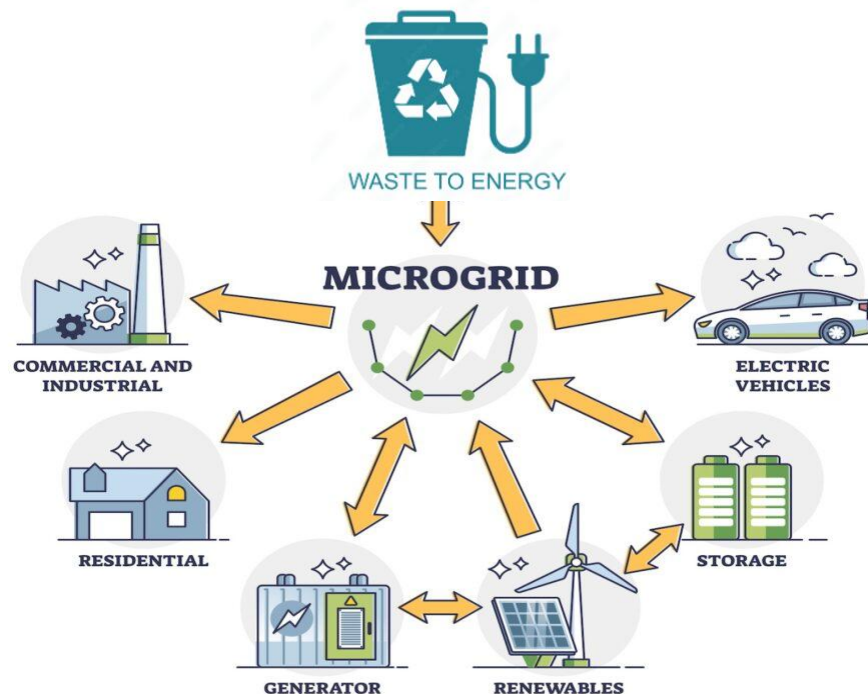 WASTE TO ENERGY
MICROGRID
COMMERCIAL AND
INDUSTRIAL
ELECTRIC
VEHICLES
RESIDENTIAL
STORAGE
GENERATOR
RENEWABLES